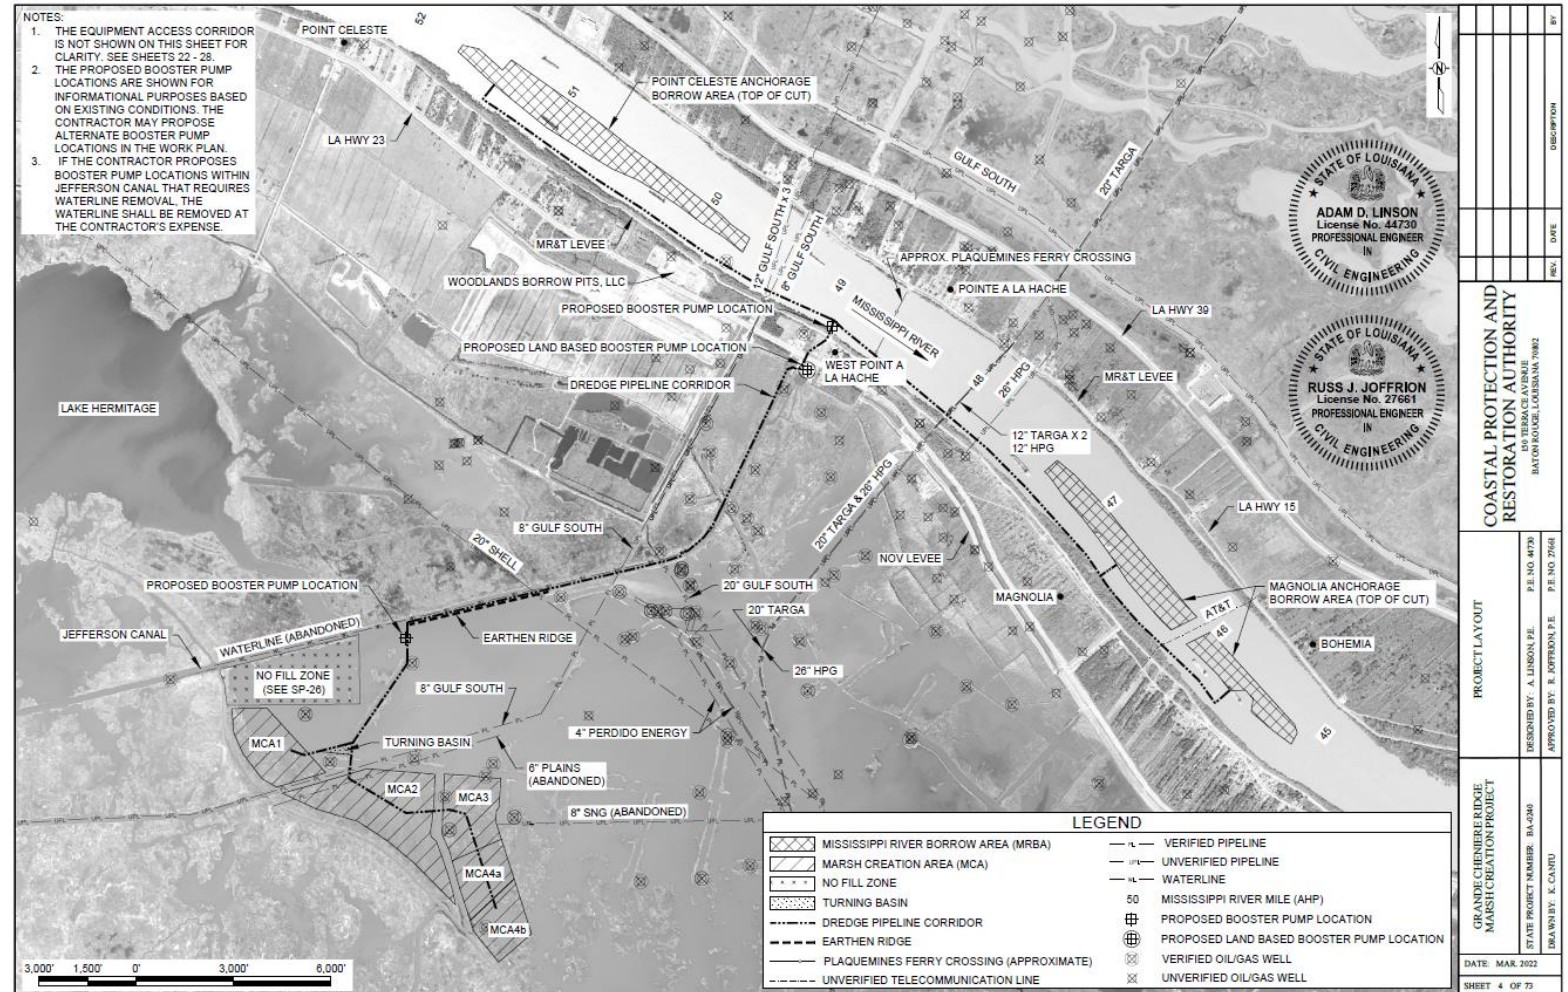 NOTES:
1. THE EQUIPMENT ACCESS CORRIDOR
IS NOT SHOWN ON THIS SHEET FOR
CLARITY. SEE SHEETS 22 - 28.
2. THE PROPOSED BOOSTER PUMP
LOCATIONS ARE SHOWN FOR
INFORMATIONAL PURPOSES BASED
ON EXISTING CONDITIONS. THE
CONTRACTOR MAY PROPOSE
ALTERNATE BOOSTER PUMP
LOCATIONS IN THE WORK PLAN.
3. IF THE CONTRACTOR PROPOSES
BOOSTER PUMP LOCATIONS WITHIN
JEFFERSON CANAL THAT REQUIRES
WATERLINE REMOVAL, THE
WATERLINE SHALL BE REMOVED AT
THE CONTRACTOR'S EXPENSE.
POINT CELESTE
52
N
POINT CELESTE ANCHORAGE
BORROW AREA (TOP OF CUT)
51
LA HWY 23
GULF SOUTH
20" TARGA
50
12" GULF SOUTH x 3
8" GULF SOUTH
MR&T LEVEE
WOODLANDS BORROW PITS, LLC
APPROX. PLAQUEMINES FERRY CROSSING
49
POINTE A LA HACHE
PROPOSED BOOSTER PUMP LOCATION
MISSISSIPPI RIVER
LA HWY 39
PROPOSED LAND BASED BOOSTER PUMP LOCATION
WEST POINT A
LA HACHE
DREDGE PIPELINE CORRIDOR
48
26" HPG
MR&T LEVEE
LAKE HERMITAGE
12" TARGA X 2
12" HPG
20" TARGA & 26" HPG
47
LA HWY 15
8" GULF SOUTH
20" SHELL
NOV LEVEE
PROPOSED BOOSTER PUMP LOCATION
20" GULF SOUTH
MAGNOLIA
MAGNOLIA ANCHORAGE
BORROW AREA (TOP OF CUT)
20" TARGA
AT&T
46
JEFFERSON CANAL
WATERLINE (ABANDONED)
EARTHEN RIDGE
BOHEMIA
NO FILL ZONE
(SEE SP-26)
26" HPG
8" GULF SOUTH
4" PERDIDO ENERGY
45
MCA1
TURNING BASIN
6" PLAINS
(ABANDONED)
MCA2
MCA3
8" SNG (ABANDONED)
MCA4a
MCA4b
3,000' 1,500' 0' 3,000' 6,000'
LEGEND
MISSISSIPPI RIVER BORROW AREA (MRBA)
MARSH CREATION AREA (MCA)
NO FILL ZONE
TURNING BASIN
DREDGE PIPELINE CORRIDOR
EARTHEN RIDGE
PLAQUEMINES FERRY CROSSING (APPROXIMATE)
UNVERIFIED TELECOMMUNICATION LINE
PL VERIFIED PIPELINE
UPL UNVERIFIED PIPELINE
WL WATERLINE
50 MISSISSIPPI RIVER MILE (AHP)
PROPOSED BOOSTER PUMP LOCATION
PROPOSED LAND BASED BOOSTER PUMP LOCATION
VERIFIED OIL/GAS WELL
UNVERIFIED OIL/GAS WELL
STATE OF LOUISIANA
ADAM D. LINSON
License No. 44730
PROFESSIONAL ENGINEER
IN
CIVIL ENGINEERING
STATE OF LOUISIANA
RUSS J. JOFFRION
License No. 27661
PROFESSIONAL ENGINEER
IN
CIVIL ENGINEERING
REV. DATE DESCRIPTION BY
COASTAL PROTECTION AND
RESTORATION AUTHORITY
150 TERRACE AVENUE
BATON ROUGE, LOUISIANA 70802
PROJECT LAYOUT
DESIGNED BY: A. LINSON, P.E. P.E. NO. 44730
APPROVED BY: R. JOFFRION, P.E. P.E. NO. 27661
GRANDE CHENIERE RIDGE
MARSH CREATION PROJECT
STATE PROJECT NUMBER: BA-0240
DRAWN BY: K. CANTU
DATE: MAR. 2022
SHEET 4 OF 73